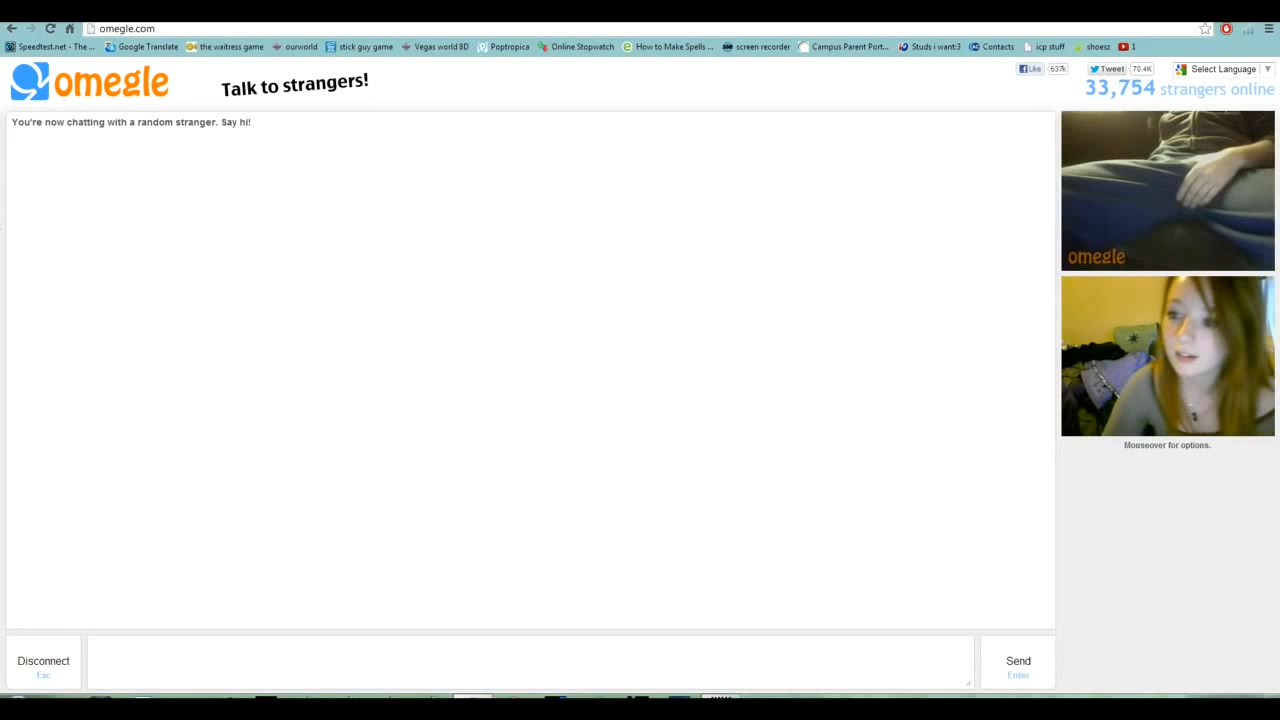 omegle.com
Speedtest.net - The ... Google Translate the waitress game ourworld stick guy game Vegas world 8D Poptropica Online Stopwatch How to Make Spells ... screen recorder Campus Parent Port... Studs i want:3 Contacts icp stuff shoesz 1
omegle Talk to strangers! Like 637k Tweet 70.4K Select Language
33,754 strangers online
You're now chatting with a random stranger. Say hi!
omegle
Mouseover for options.
Disconnect Send
Esc Enter